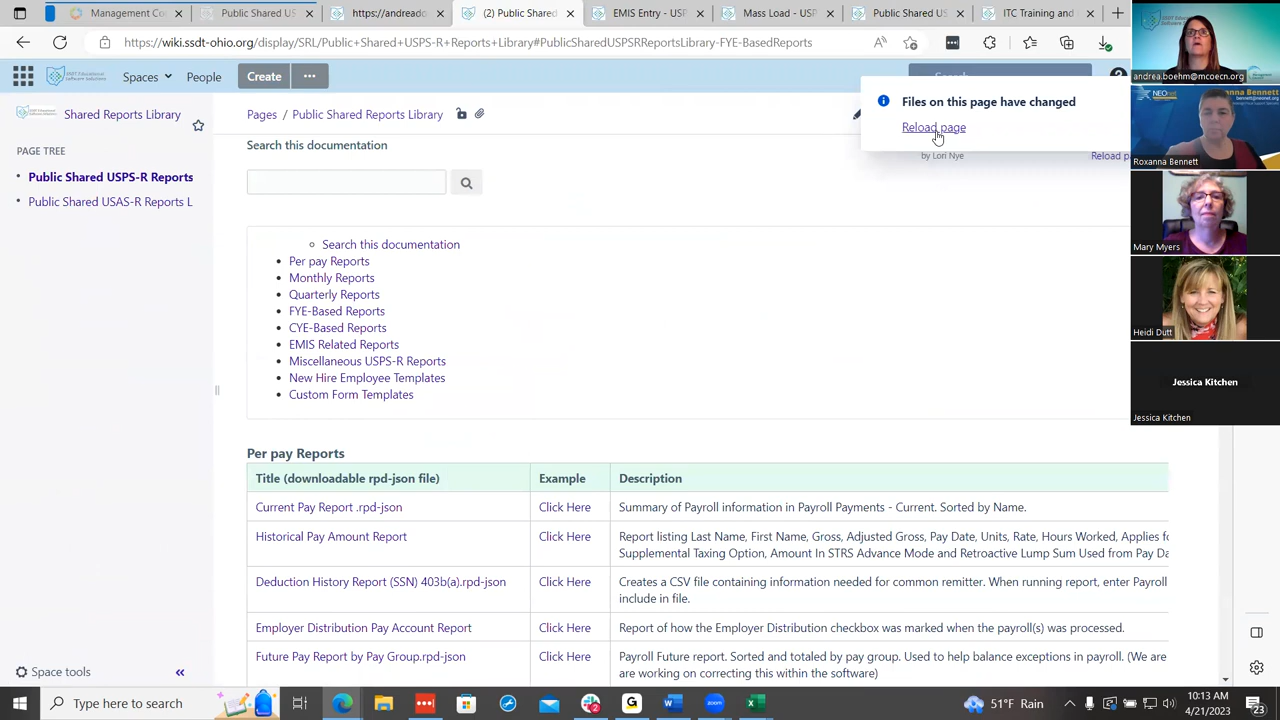 https://wiki.ssdt-ohio.org/display/SRL/Public+Shared+USPS-R+Reports+Library#PublicSharedUSPSRReportsLibrary-FYE-BasedReports
(2) Public Shared
EMIS Entry - USP
Mass Load - USP
Public Shared US
ITC Training and
Spaces
People
Create
Shared Reports Library
PAGE TREE
Public Shared USPS-R Reports
Public Shared USAS-R Reports L
Space tools
Pages / Public Shared Reports Library
Files on this page have changed
Reload page
by Lori Nye
Reload pa
Search this documentation
Search this documentation
Per pay Reports
Monthly Reports
Quarterly Reports
FYE-Based Reports
CYE-Based Reports
EMIS Related Reports
Miscellaneous USPS-R Reports
New Hire Employee Templates
Custom Form Templates
Per pay Reports
Title (downloadable rpd-json file) Example Description
Current Pay Report .rpd-json Click Here Summary of Payroll information in Payroll Payments - Current. Sorted by Name.
Historical Pay Amount Report Click Here Report listing Last Name, First Name, Gross, Adjusted Gross, Pay Date, Units, Rate, Hours Worked, Applies fo
Supplemental Taxing Option, Amount In STRS Advance Mode and Retroactive Lump Sum Used from Pay Da
Deduction History Report (SSN) 403b(a).rpd-json Click Here Creates a CSV file containing information needed for common remitter. When running report, enter Payroll
include in file.
Employer Distribution Pay Account Report Click Here Report of how the Employer Distribution checkbox was marked when the payroll(s) was processed.
Future Pay Report by Pay Group.rpd-json Click Here Payroll Future report. Sorted and totaled by pay group. Used to help balance exceptions in payroll. (We are
are working on correcting this within the software)
andrea.boehm@mcoecn.org
NEOnet
Roxanna Bennett
Mary Myers
Heidi Dutt
Jessica Kitchen
Jessica Kitchen
Type here to search
51°F Rain
10:13 AM
4/21/2023
23